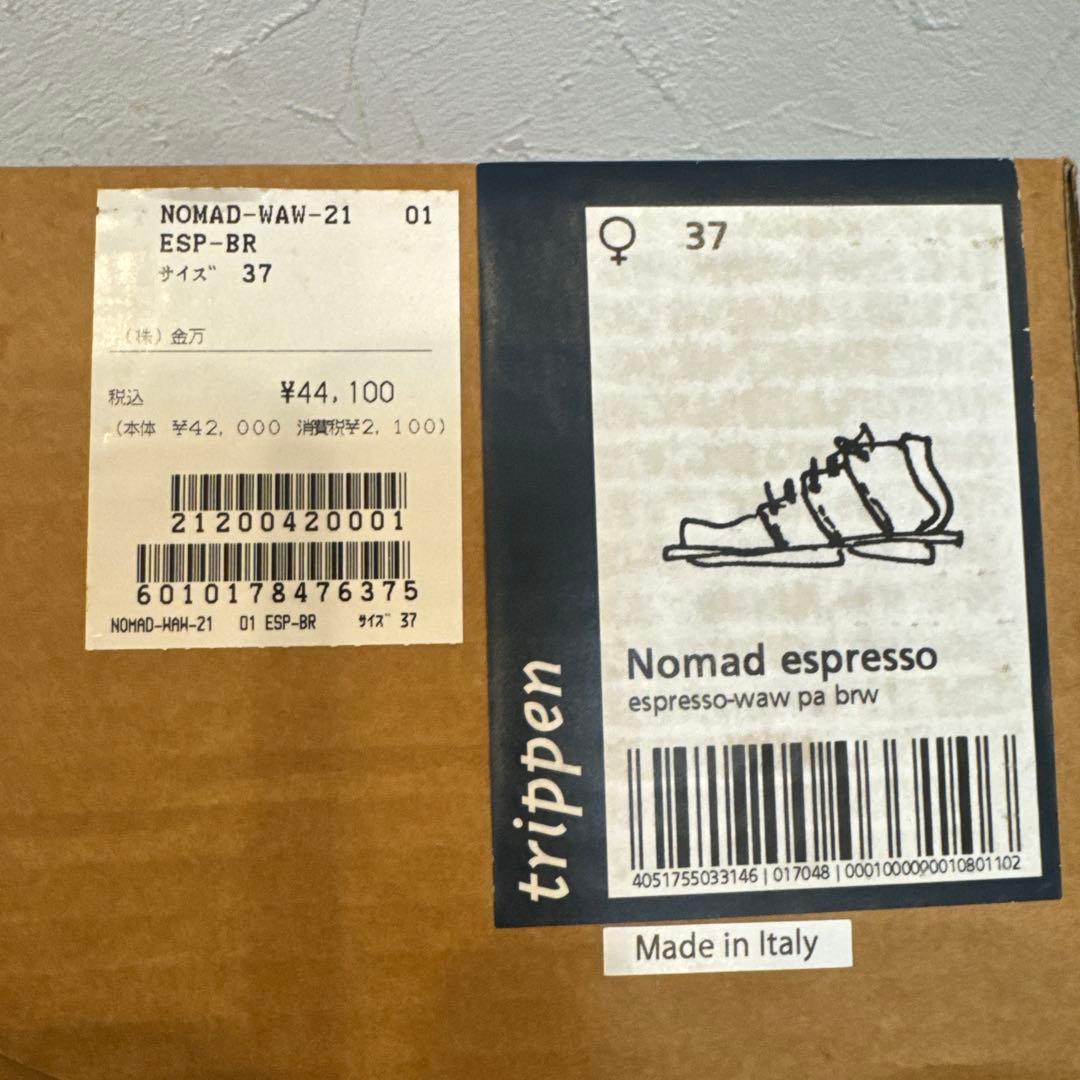 NOMAD-WAW-21 01
ESP-BR
サイズ 37
(株)金万
税込 ¥44,100
(本体 ¥42,000 消費税¥2,100)
21200420001
6010178476375
NOMAD-WAW-21 01 ESP-BR サイズ 37
♀ 37
Nomad espresso
espresso-waw pa brw
4051755033146 | 017048 | 00010000000010801102
trippen
Made in Italy